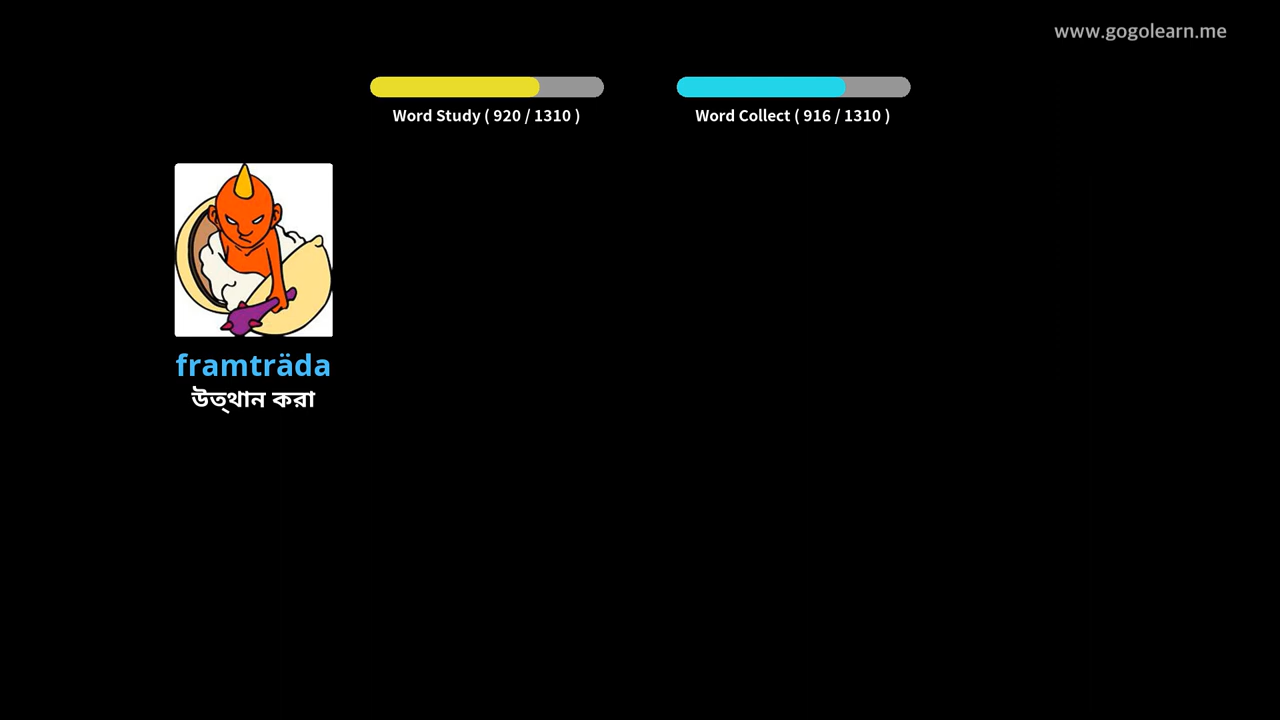 www.gogolearn.me
Word Study ( 920 / 1310 )
Word Collect ( 916 / 1310 )
framträda
উত্থান করা